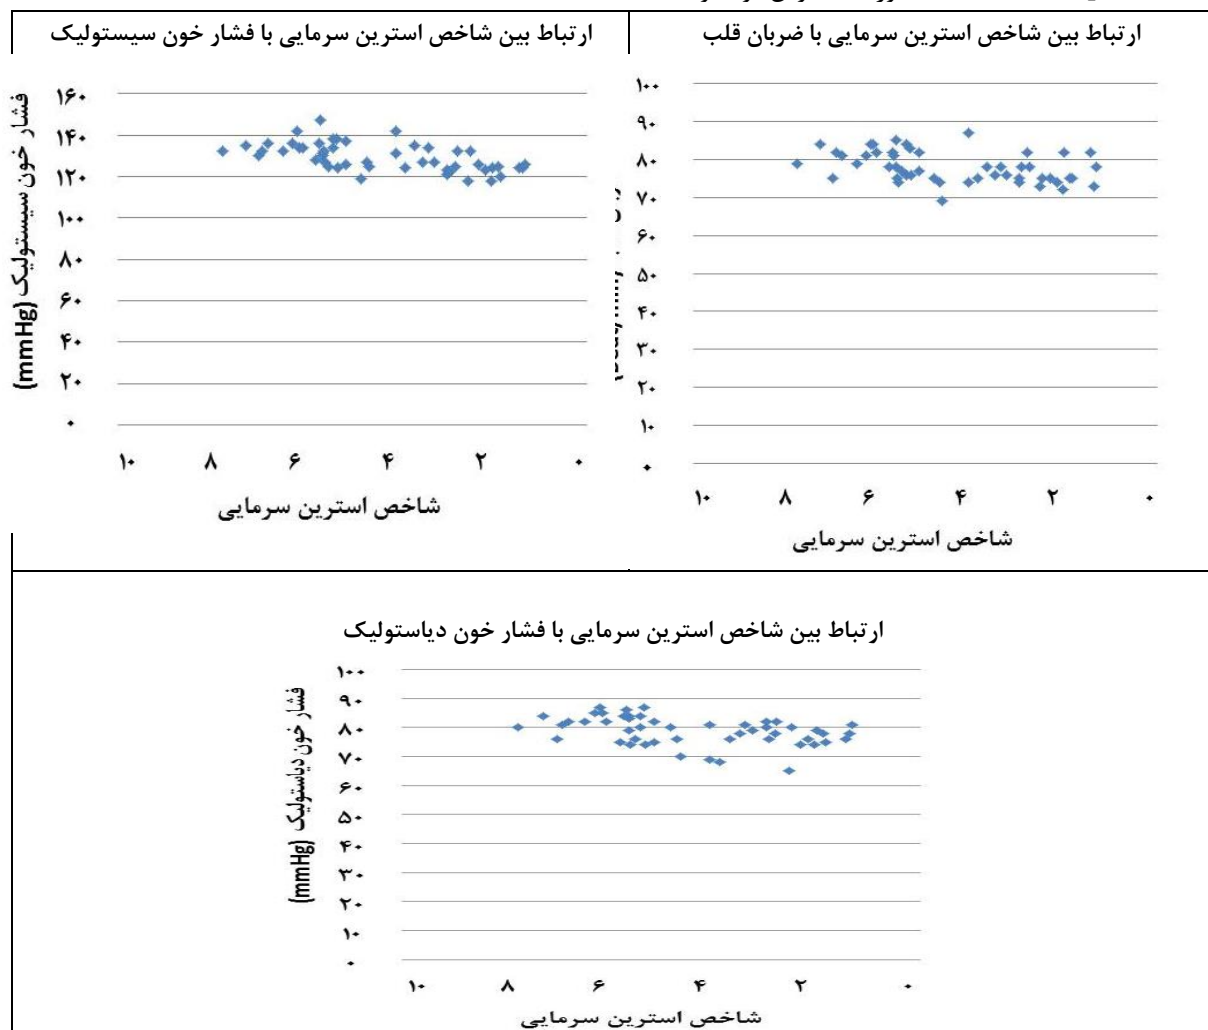 ارتباط بین شاخص استرین سرمایی با ضربان قلب
۱۰۰
۹۰
۸۰
۷۰
۶۰
۵۰
۴۰
۳۰
۲۰
۱۰
۰
۱۰ ۸ ۶ ۴ ۲ ۰
شاخص استرین سرمایی
ارتباط بین شاخص استرین سرمایی با فشار خون سیستولیک
فشار خون سیستولیک (mmHg)
۱۶۰
۱۴۰
۱۲۰
۱۰۰
۸۰
۶۰
۴۰
۲۰
۰
۱۰ ۸ ۶ ۴ ۲ ۰
شاخص استرین سرمایی
ارتباط بین شاخص استرین سرمایی با فشار خون دیاستولیک
فشار خون دیاستولیک (mmHg)
۱۰۰
۹۰
۸۰
۷۰
۶۰
۵۰
۴۰
۳۰
۲۰
۱۰
۰
۱۰ ۸ ۶ ۴ ۲ ۰
شاخص استرین سرمایی